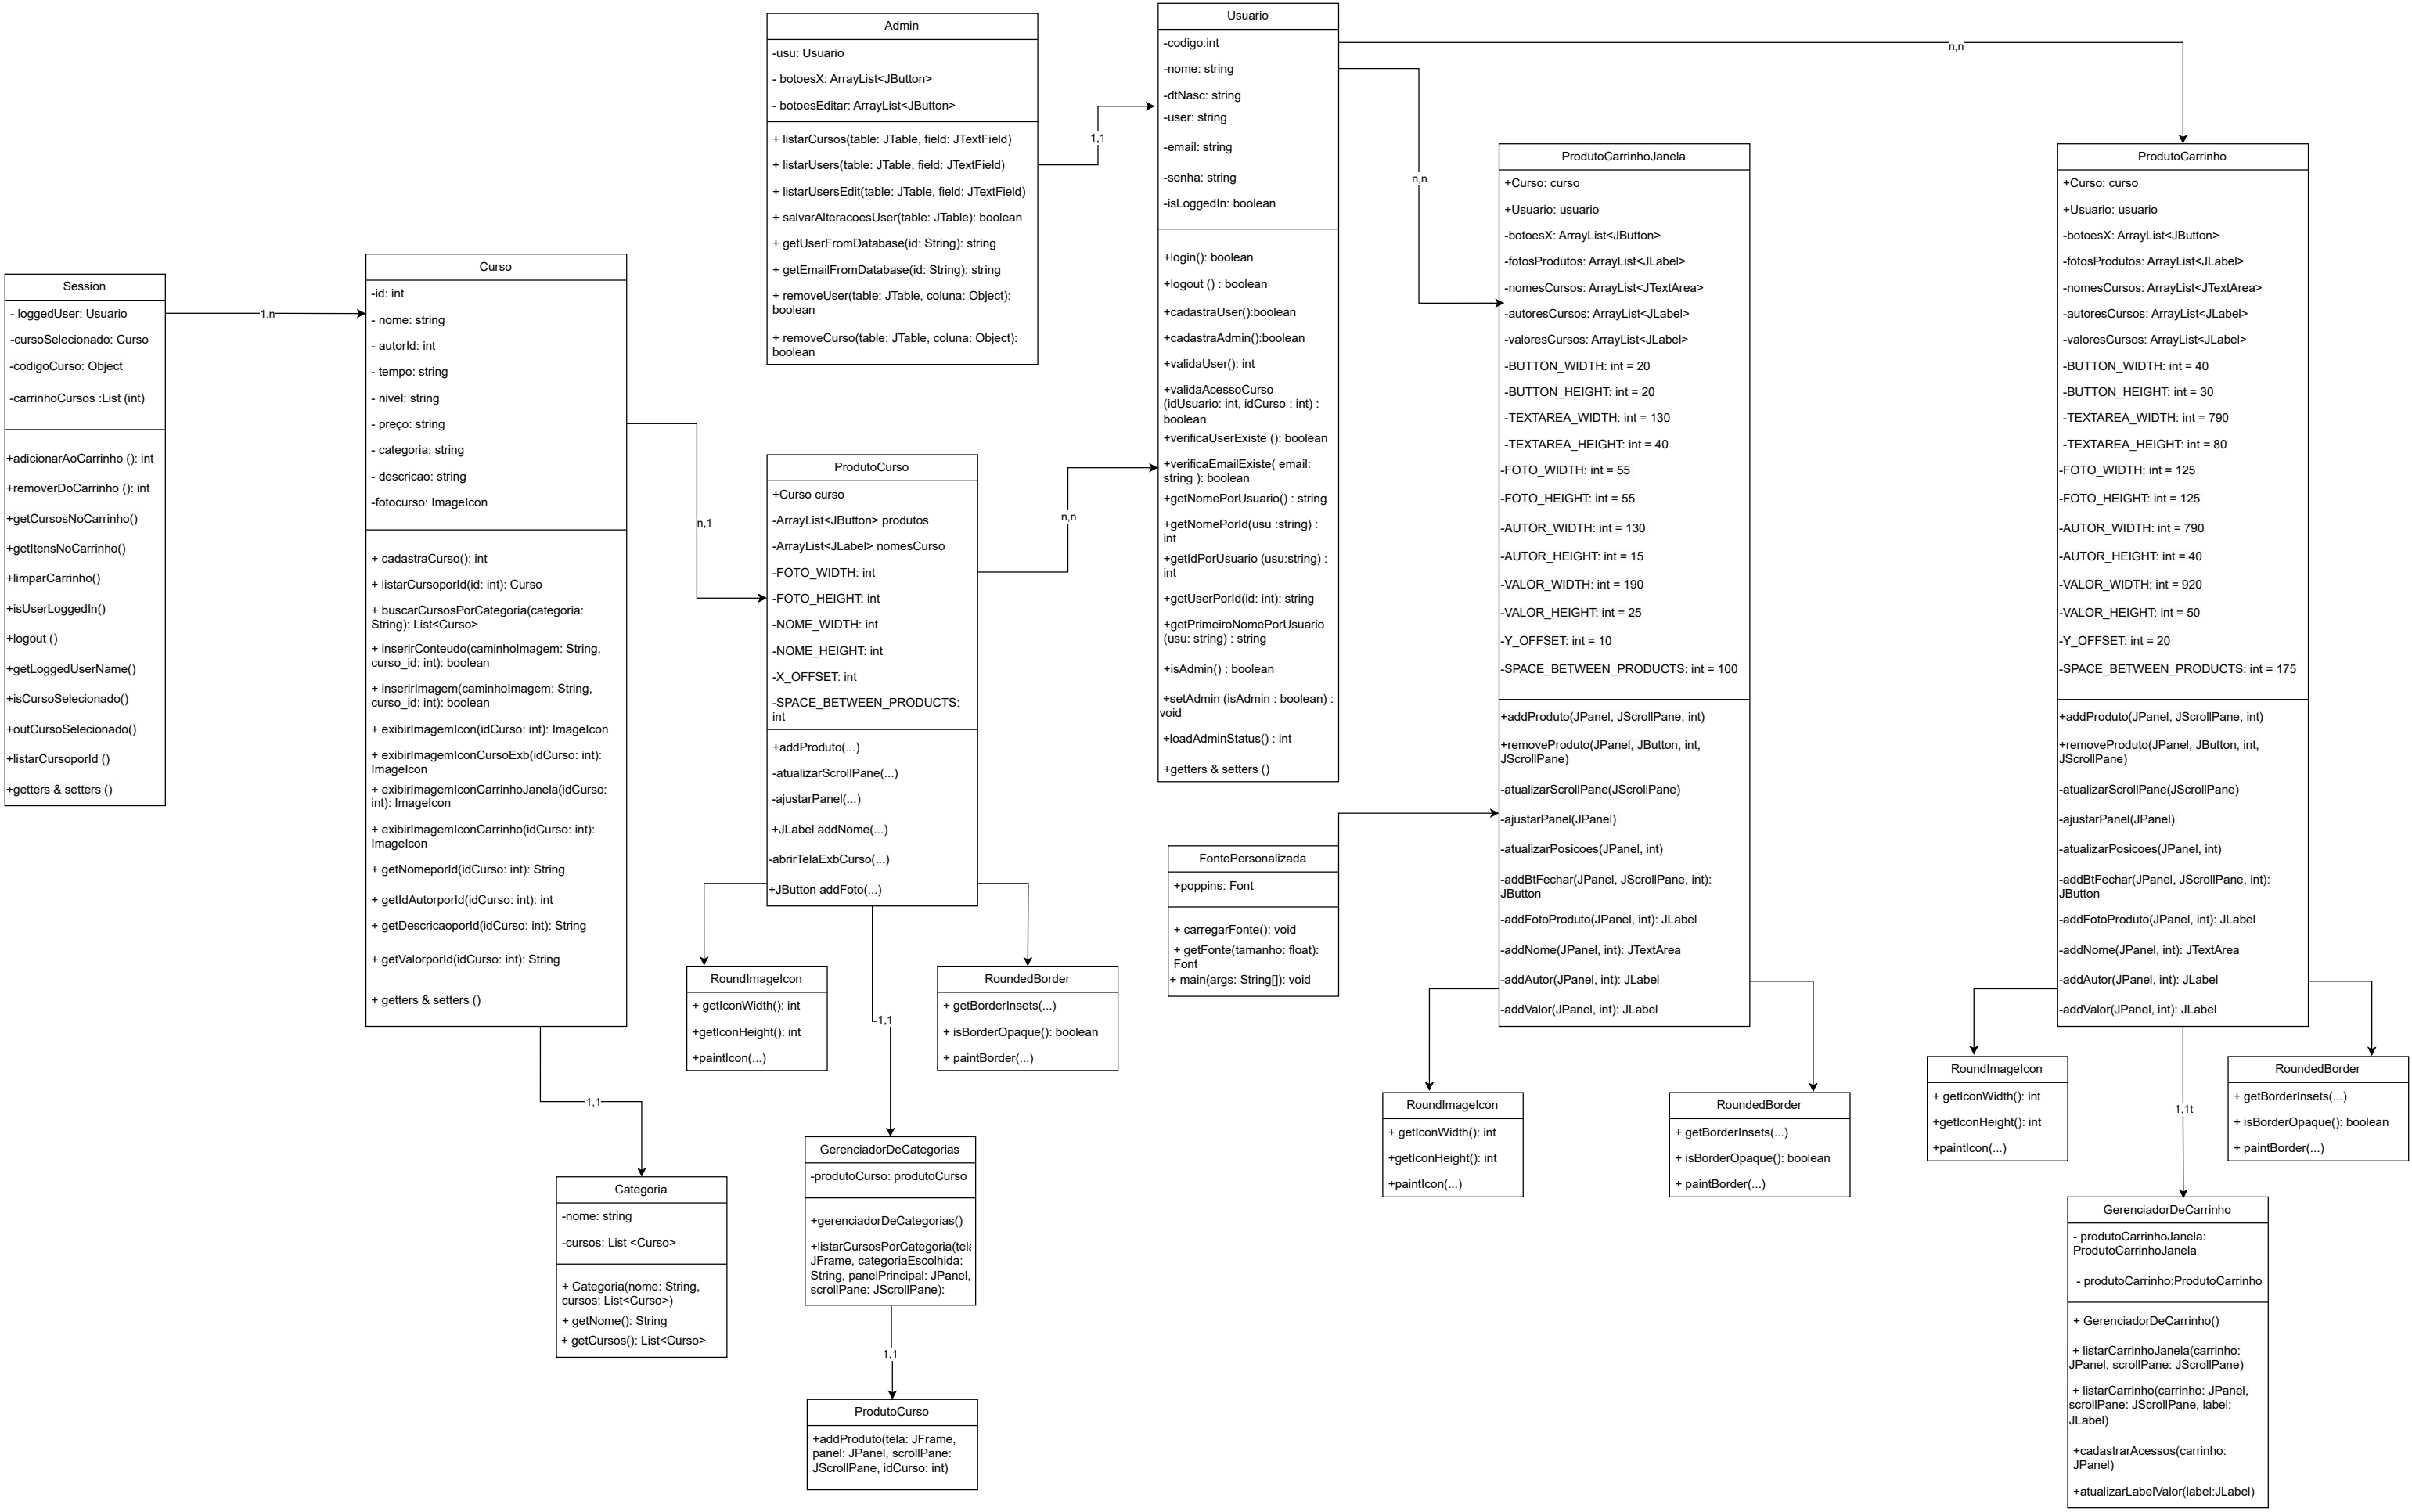 Session
- loggedUser: Usuario
-cursoSelecionado: Curso
-codigoCurso: Object
-carrinhoCursos :List (int)
+adicionarAoCarrinho (): int
+removerDoCarrinho (): int
+getCursosNoCarrinho()
+getItensNoCarrinho()
+limparCarrinho()
+isUserLoggedIn()
+logout ()
+getLoggedUserName()
+isCursoSelecionado()
+outCursoSelecionado()
+listarCursoporId ()
+getters & setters ()
1,n
Curso
-id: int
- nome: string
- autorId: int
- tempo: string
- nivel: string
- preço: string
- categoria: string
- descricao: string
-fotocurso: ImageIcon
+ cadastraCurso(): int
+ listarCursoporId(id: int): Curso
+ buscarCursosPorCategoria(categoria:
String): List<Curso>
+ inserirConteudo(caminhoImagem: String,
curso_id: int): boolean
+ inserirImagem(caminhoImagem: String,
curso_id: int): boolean
+ exibirImagemIcon(idCurso: int): ImageIcon
+ exibirImagemIconCursoExb(idCurso: int):
ImageIcon
+ exibirImagemIconCarrinhoJanela(idCurso:
int): ImageIcon
+ exibirImagemIconCarrinho(idCurso: int):
ImageIcon
+ getNomeporId(idCurso: int): String
+ getIdAutorporId(idCurso: int): int
+ getDescricaoporId(idCurso: int): String
+ getValorporId(idCurso: int): String
+ getters & setters ()
n,1
1,1
Categoria
-nome: string
-cursos: List <Curso>
+ Categoria(nome: String,
cursos: List<Curso>)
+ getNome(): String
+ getCursos(): List<Curso>
Admin
-usu: Usuario
- botoesX: ArrayList<JButton>
- botoesEditar: ArrayList<JButton>
+ listarCursos(table: JTable, field: JTextField)
+ listarUsers(table: JTable, field: JTextField)
+ listarUsersEdit(table: JTable, field: JTextField)
+ salvarAlteracoesUser(table: JTable): boolean
+ getUserFromDatabase(id: String): string
+ getEmailFromDatabase(id: String): string
+ removeUser(table: JTable, coluna: Object):
boolean
+ removeCurso(table: JTable, coluna: Object):
boolean
1,1
ProdutoCurso
+Curso curso
-ArrayList<JButton> produtos
-ArrayList<JLabel> nomesCurso
-FOTO_WIDTH: int
-FOTO_HEIGHT: int
-NOME_WIDTH: int
-NOME_HEIGHT: int
-X_OFFSET: int
-SPACE_BETWEEN_PRODUCTS:
int
+addProduto(...)
-atualizarScrollPane(...)
-ajustarPanel(...)
+JLabel addNome(...)
-abrirTelaExbCurso(...)
+JButton addFoto(...)
n,n
RoundImageIcon
+ getIconWidth(): int
+getIconHeight(): int
+paintIcon(...)
1,1
RoundedBorder
+ getBorderInsets(...)
+ isBorderOpaque(): boolean
+ paintBorder(...)
GerenciadorDeCategorias
-produtoCurso: produtoCurso
+gerenciadorDeCategorias()
+listarCursosPorCategoria(tela
JFrame, categoriaEscolhida:
String, panelPrincipal: JPanel,
scrollPane: JScrollPane):
1,1
ProdutoCurso
+addProduto(tela: JFrame,
panel: JPanel, scrollPane:
JScrollPane, idCurso: int)
Usuario
-codigo:int
-nome: string
-dtNasc: string
-user: string
-email: string
-senha: string
-isLoggedIn: boolean
+login(): boolean
+logout () : boolean
+cadastraUser():boolean
+cadastraAdmin():boolean
+validaUser(): int
+validaAcessoCurso
(idUsuario: int, idCurso : int) :
boolean
+verificaUserExiste (): boolean
+verificaEmailExiste( email:
string ): boolean
+getNomePorUsuario() : string
+getNomePorId(usu :string) :
int
+getIdPorUsuario (usu:string) :
int
+getUserPorId(id: int): string
+getPrimeiroNomePorUsuario
(usu: string) : string
+isAdmin() : boolean
+setAdmin (isAdmin : boolean) :
void
+loadAdminStatus() : int
+getters & setters ()
n,n
n,n
FontePersonalizada
+poppins: Font
+ carregarFonte(): void
+ getFonte(tamanho: float):
Font
+ main(args: String[]): void
ProdutoCarrinhoJanela
+Curso: curso
+Usuario: usuario
-botoesX: ArrayList<JButton>
-fotosProdutos: ArrayList<JLabel>
-nomesCursos: ArrayList<JTextArea>
-autoresCursos: ArrayList<JLabel>
-valoresCursos: ArrayList<JLabel>
-BUTTON_WIDTH: int = 20
-BUTTON_HEIGHT: int = 20
-TEXTAREA_WIDTH: int = 130
-TEXTAREA_HEIGHT: int = 40
-FOTO_WIDTH: int = 55
-FOTO_HEIGHT: int = 55
-AUTOR_WIDTH: int = 130
-AUTOR_HEIGHT: int = 15
-VALOR_WIDTH: int = 190
-VALOR_HEIGHT: int = 25
-Y_OFFSET: int = 10
-SPACE_BETWEEN_PRODUCTS: int = 100
+addProduto(JPanel, JScrollPane, int)
+removeProduto(JPanel, JButton, int,
JScrollPane)
-atualizarScrollPane(JScrollPane)
-ajustarPanel(JPanel)
-atualizarPosicoes(JPanel, int)
-addBtFechar(JPanel, JScrollPane, int):
JButton
-addFotoProduto(JPanel, int): JLabel
-addNome(JPanel, int): JTextArea
-addAutor(JPanel, int): JLabel
-addValor(JPanel, int): JLabel
RoundImageIcon
+ getIconWidth(): int
+getIconHeight(): int
+paintIcon(...)
RoundedBorder
+ getBorderInsets(...)
+ isBorderOpaque(): boolean
+ paintBorder(...)
ProdutoCarrinho
+Curso: curso
+Usuario: usuario
-botoesX: ArrayList<JButton>
-fotosProdutos: ArrayList<JLabel>
-nomesCursos: ArrayList<JTextArea>
-autoresCursos: ArrayList<JLabel>
-valoresCursos: ArrayList<JLabel>
-BUTTON_WIDTH: int = 40
-BUTTON_HEIGHT: int = 30
-TEXTAREA_WIDTH: int = 790
-TEXTAREA_HEIGHT: int = 80
-FOTO_WIDTH: int = 125
-FOTO_HEIGHT: int = 125
-AUTOR_WIDTH: int = 790
-AUTOR_HEIGHT: int = 40
-VALOR_WIDTH: int = 920
-VALOR_HEIGHT: int = 50
-Y_OFFSET: int = 20
-SPACE_BETWEEN_PRODUCTS: int = 175
+addProduto(JPanel, JScrollPane, int)
+removeProduto(JPanel, JButton, int,
JScrollPane)
-atualizarScrollPane(JScrollPane)
-ajustarPanel(JPanel)
-atualizarPosicoes(JPanel, int)
-addBtFechar(JPanel, JScrollPane, int):
JButton
-addFotoProduto(JPanel, int): JLabel
-addNome(JPanel, int): JTextArea
-addAutor(JPanel, int): JLabel
-addValor(JPanel, int): JLabel
RoundImageIcon
+ getIconWidth(): int
+getIconHeight(): int
+paintIcon(...)
1,1t
RoundedBorder
+ getBorderInsets(...)
+ isBorderOpaque(): boolean
+ paintBorder(...)
GerenciadorDeCarrinho
- produtoCarrinhoJanela:
ProdutoCarrinhoJanela
- produtoCarrinho:ProdutoCarrinho
+ GerenciadorDeCarrinho()
+ listarCarrinhoJanela(carrinho:
JPanel, scrollPane: JScrollPane)
+ listarCarrinho(carrinho: JPanel,
scrollPane: JScrollPane, label:
JLabel)
+cadastrarAcessos(carrinho:
JPanel)
+atualizarLabelValor(label:JLabel)